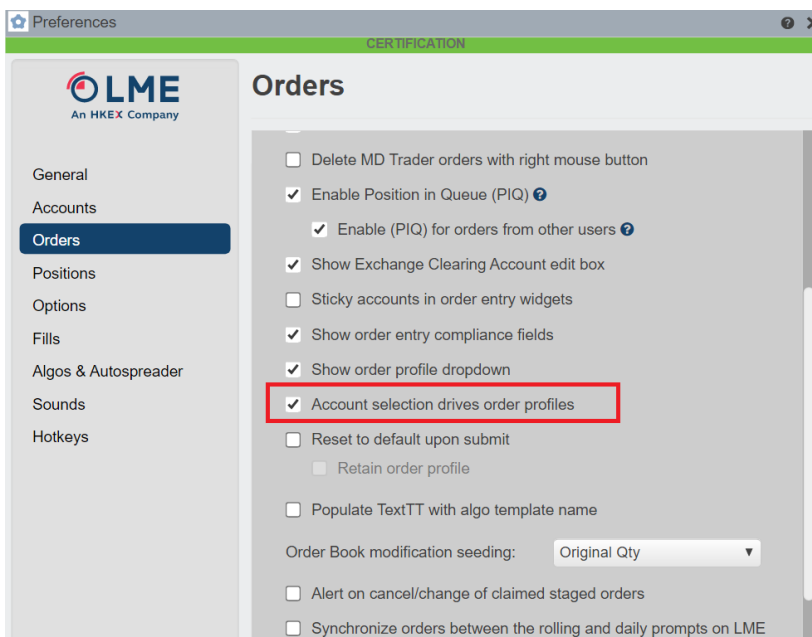 Preferences
CERTIFICATION
LME
An HKEX Company
General
Accounts
Orders
Positions
Options
Fills
Algos & Autospreader
Sounds
Hotkeys
Orders
Delete MD Trader orders with right mouse button
Enable Position in Queue (PIQ) ?
Enable (PIQ) for orders from other users ?
Show Exchange Clearing Account edit box
Sticky accounts in order entry widgets
Show order entry compliance fields
Show order profile dropdown
Account selection drives order profiles
Reset to default upon submit
Retain order profile
Populate TextTT with algo template name
Order Book modification seeding: Original Qty
Alert on cancel/change of claimed staged orders
Synchronize orders between the rolling and daily prompts on LME